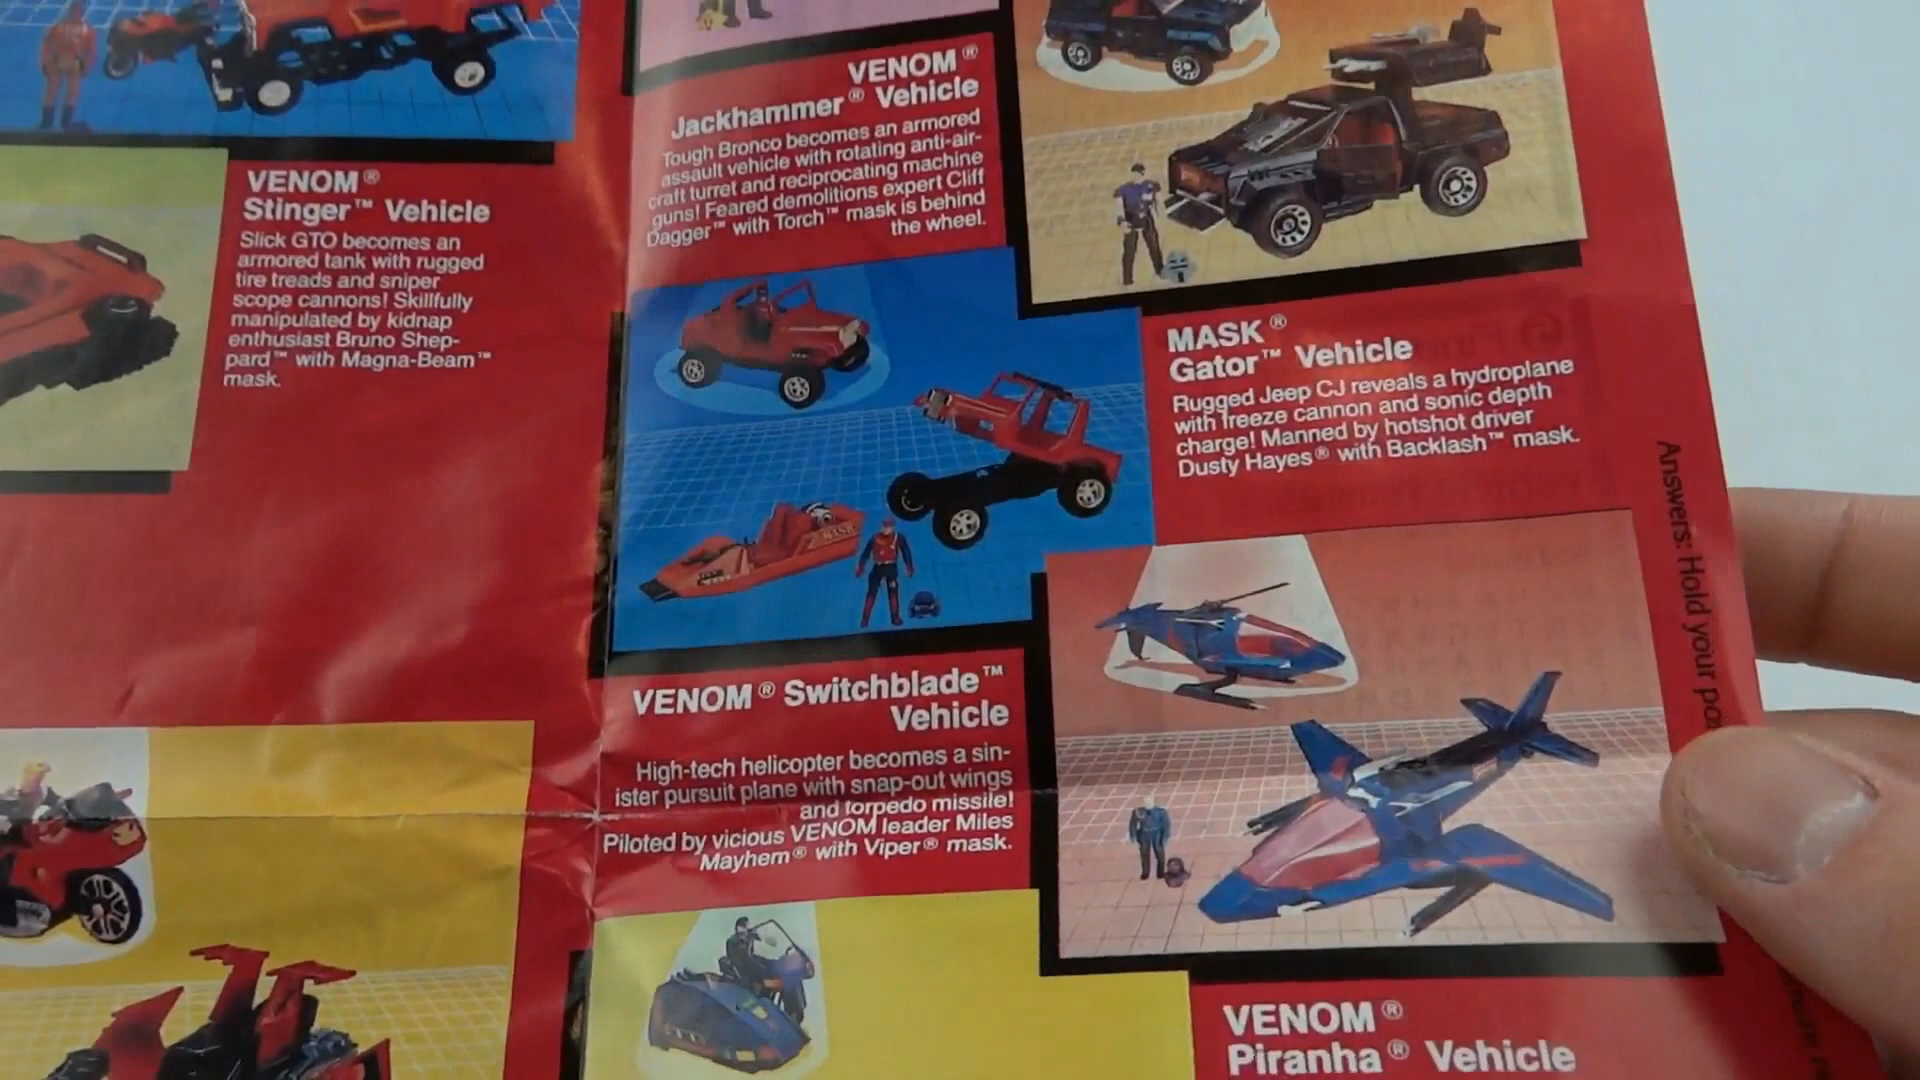 VENOM®
Stinger™ Vehicle
Slick GTO becomes an
armored tank with rugged
tire treads and sniper
scope cannons! Skillfully
manipulated by kidnap
enthusiast Bruno Shep-
pard™ with Magna-Beam™
mask.
VENOM®
Jackhammer® Vehicle
Tough Bronco becomes an armored
assault vehicle with rotating anti-air-
craft turret and reciprocating machine
guns! Feared demolitions expert Cliff
Dagger™ with Torch™ mask is behind
the wheel.
MASK®
Gator™ Vehicle
Rugged Jeep CJ reveals a hydroplane
with freeze cannon and sonic depth
charge! Manned by hotshot driver
Dusty Hayes® with Backlash™ mask.
VENOM® Switchblade™
Vehicle
High-tech helicopter becomes a sin-
ister pursuit plane with snap-out wings
and torpedo missile!
Piloted by vicious VENOM leader Miles
Mayhem® with Viper® mask.
VENOM®
Piranha® Vehicle
Answers: Hold your